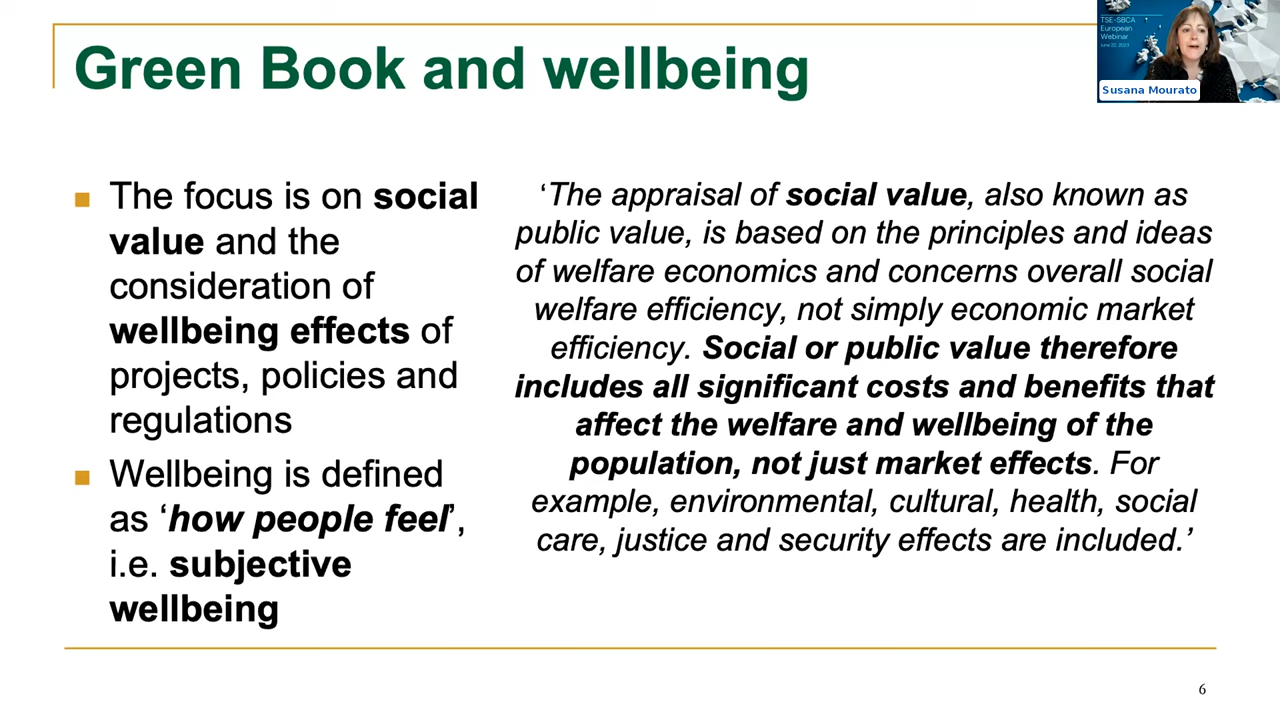 Green Book and wellbeing
TSE-SBCA
European
Webinar
June 22, 2023
Susana Mourato
The focus is on social
value and the
consideration of
wellbeing effects of
projects, policies and
regulations
Wellbeing is defined
as ‘how people feel’,
i.e. subjective
wellbeing
‘The appraisal of social value, also known as
public value, is based on the principles and ideas
of welfare economics and concerns overall social
welfare efficiency, not simply economic market
efficiency. Social or public value therefore
includes all significant costs and benefits that
affect the welfare and wellbeing of the
population, not just market effects. For
example, environmental, cultural, health, social
care, justice and security effects are included.’
6